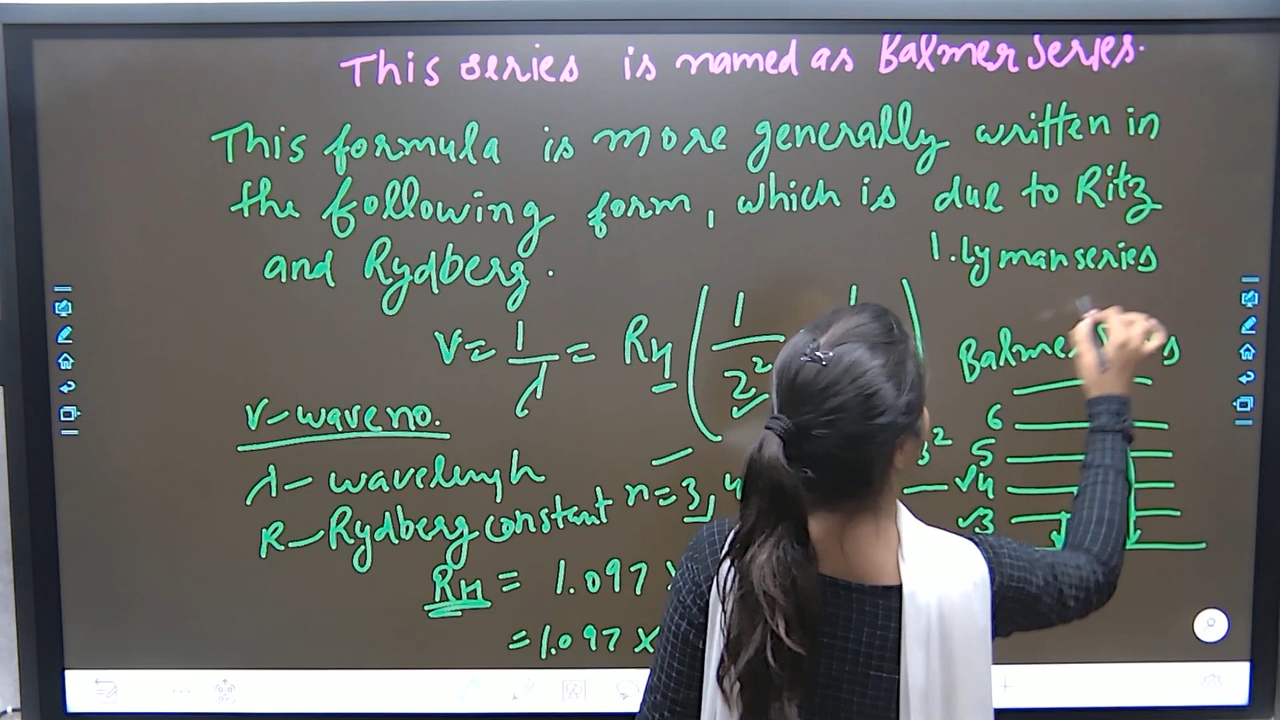 This series is named as Balmer Series.
This formula is more generally written in
the following form, which is due to Ritz
and Rydberg.
1. Lyman series
ν = 1/λ = RH ( 1/2²
Balme
ν - wave no.
λ - wavelengh
R - Rydberg constant n = 3, 4
3²
6
5
√4
√3
RH = 1.097 ×
= 1.097 ×